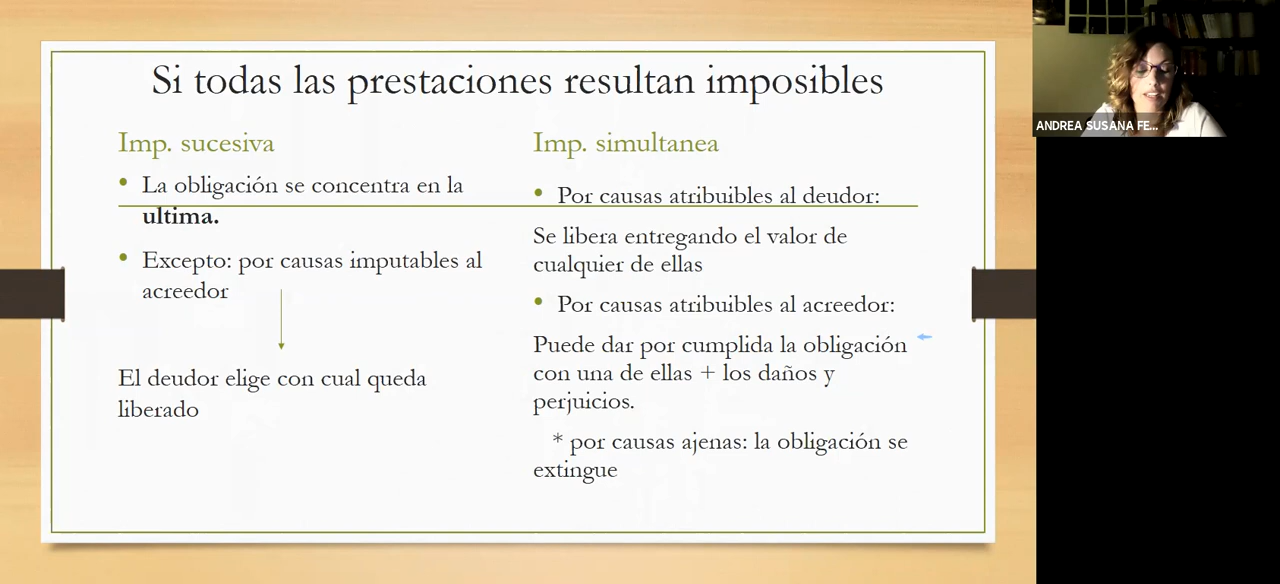 Si todas las prestaciones resultan imposibles
Imp. sucesiva
• La obligación se concentra en la
ultima.
• Excepto: por causas imputables al
acreedor
El deudor elige con cual queda
liberado
Imp. simultanea
• Por causas atribuibles al deudor:
Se libera entregando el valor de
cualquier de ellas
• Por causas atribuibles al acreedor:
Puede dar por cumplida la obligación
con una de ellas + los daños y
perjuicios.
* por causas ajenas: la obligación se
extingue
ANDREA SUSANA FE...